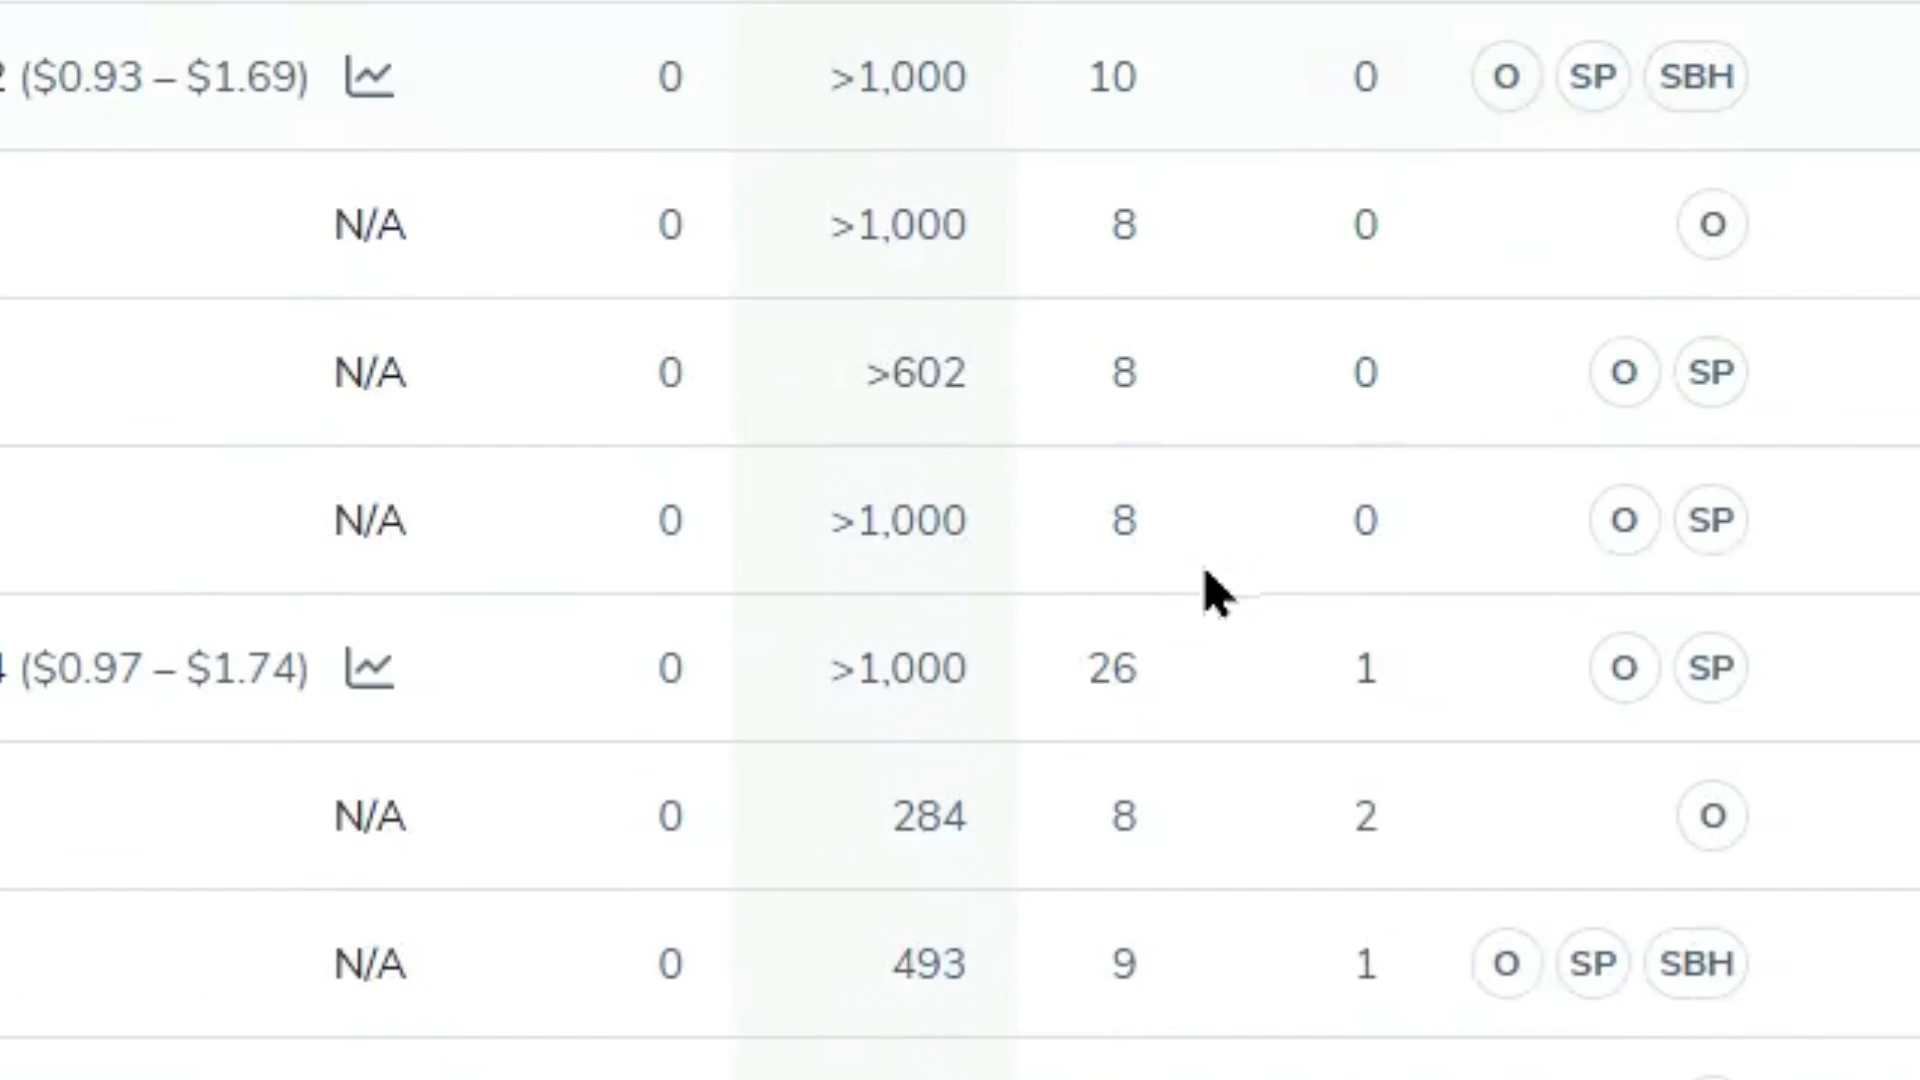 2 ($0.93 – $1.69) 0 >1,000 10 0 O SP SBH
N/A 0 >1,000 8 0 O
N/A 0 >602 8 0 O SP
N/A 0 >1,000 8 0 O SP
4 ($0.97 – $1.74) 0 >1,000 26 1 O SP
N/A 0 284 8 2 O
N/A 0 493 9 1 O SP SBH